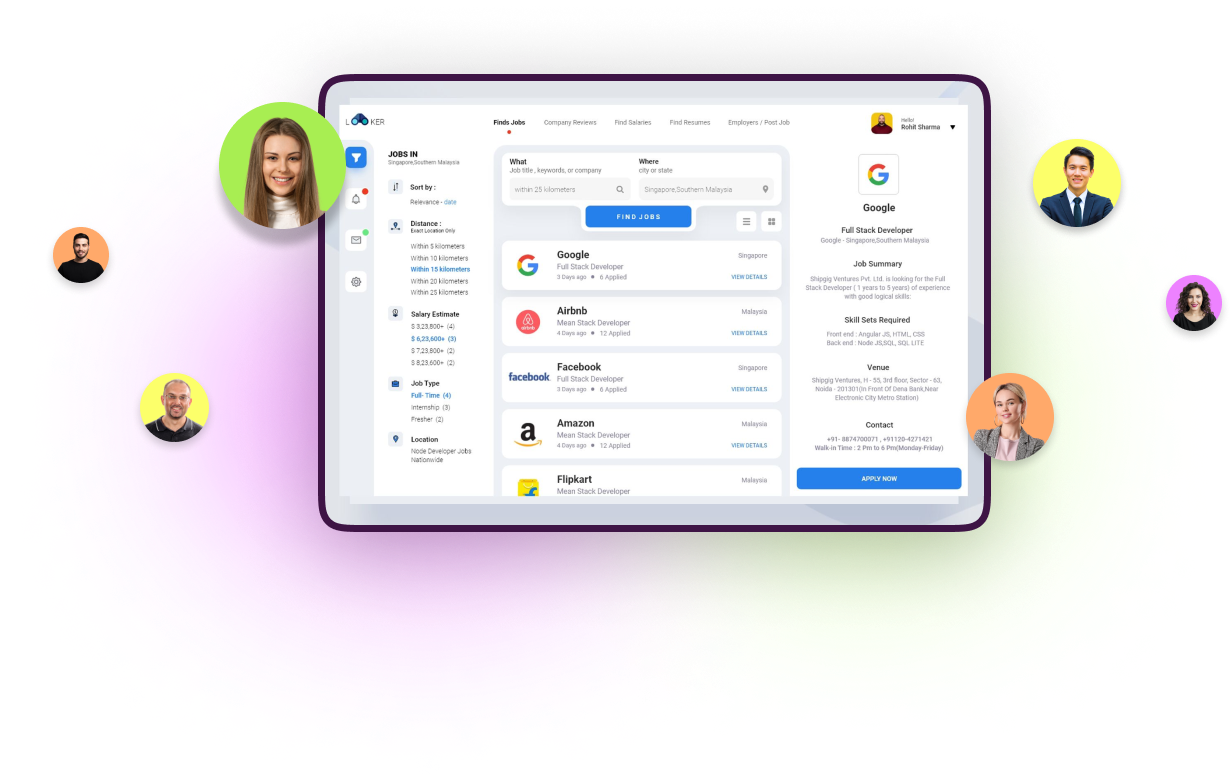 L KER
Finds Jobs
Company Reviews
Find Salaries
Find Resumes
Employers / Post Job
Hello!
Rohit Sharma
JOBS IN
Singapore,Southern Malaysia
Sort by :
Relevance - date
Distance :
Exact Location Only
Within 5 kilometers
Within 10 kilometers
Within 15 kilometers
Within 20 kilometers
Within 25 kilometers
Salary Estimate
$ 3,23,800+ (4)
$ 6,23,600+ (3)
$ 7,23,800+ (2)
$ 8,23,600+ (2)
Job Type
Full- Time (4)
Internship (3)
Fresher (2)
Location
Node Developer Jobs
Nationwide
What
Job title , keywords, or company
within 25 kilometers
Where
city or state
Singapore,Southern Malaysia
FIND JOBS
Google
Singapore
Full Stack Developer
3 Days ago 6 Applied
VIEW DETAILS
airbnb
Airbnb
Malaysia
Mean Stack Developer
4 Days ago 12 Applied
VIEW DETAILS
facebook
Facebook
Singapore
Full Stack Developer
3 Days ago 6 Applied
VIEW DETAILS
a
Amazon
Malaysia
Mean Stack Developer
4 Days ago 12 Applied
VIEW DETAILS
Flipkart
Malaysia
Mean Stack Developer
Google
Full Stack Developer
Google - Singapore,Southern Malaysia
Job Summary
Shipgig Ventures Pvt. Ltd. is looking for the Full
Stack Developer ( 1 years to 5 years) of experience
with good logical skills:
Skill Sets Required
Front end : Angular JS, HTML, CSS
Back end : Node JS,SQL, SQL LITE
Venue
Shipgig Ventures, H - 55, 3rd floor, Sector - 63,
Noida - 201301(In Front Of Dena Bank,Near
Electronic City Metro Station)
Contact
+91- 8874700071 , +91120-4271421
Walk-in Time : 2 Pm to 6 Pm(Monday-Friday)
APPLY NOW